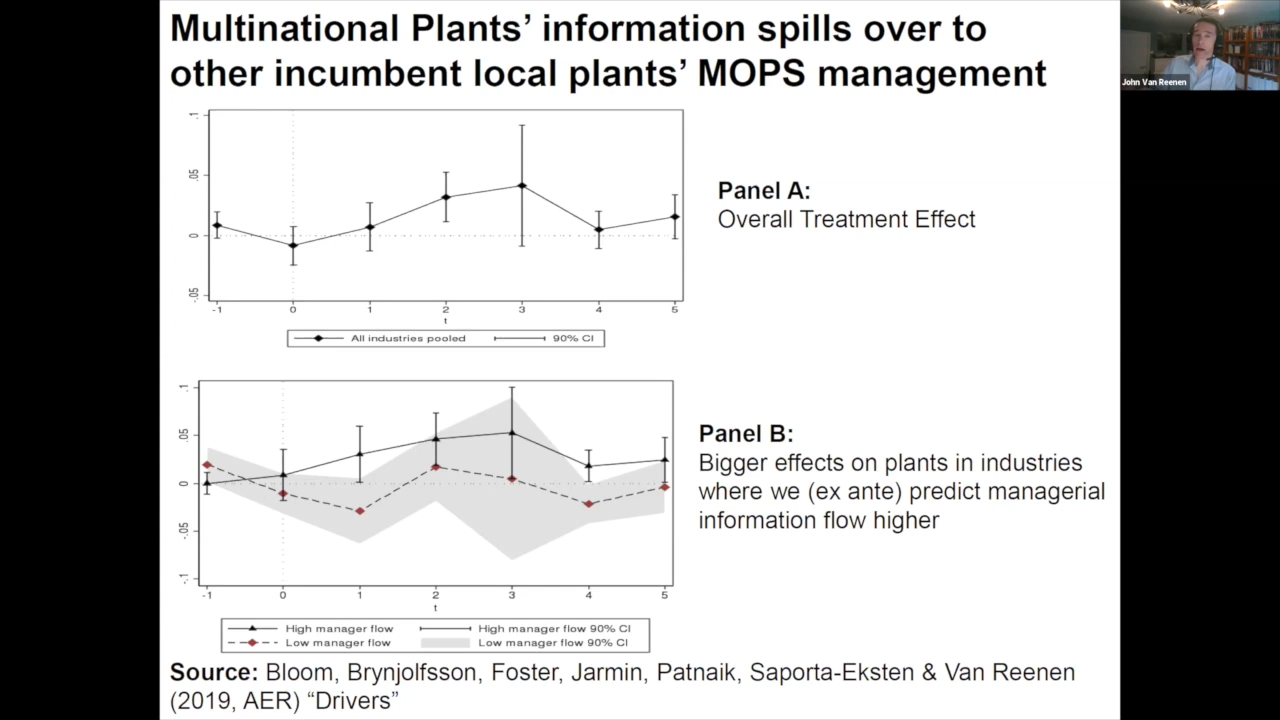 Multinational Plants’ information spills over to
other incumbent local plants’ MOPS management
John Van Reenen
.1
.05
0
-.05
-1 0 1 2 3 4 5
t
All industries pooled 90% CI
Panel A:
Overall Treatment Effect
.1
.05
0
-.05
-.1
-1 0 1 2 3 4 5
t
High manager flow High manager flow 90% CI
Low manager flow Low manager flow 90% CI
Panel B:
Bigger effects on plants in industries
where we (ex ante) predict managerial
information flow higher
Source: Bloom, Brynjolfsson, Foster, Jarmin, Patnaik, Saporta-Eksten & Van Reenen
(2019, AER) “Drivers”